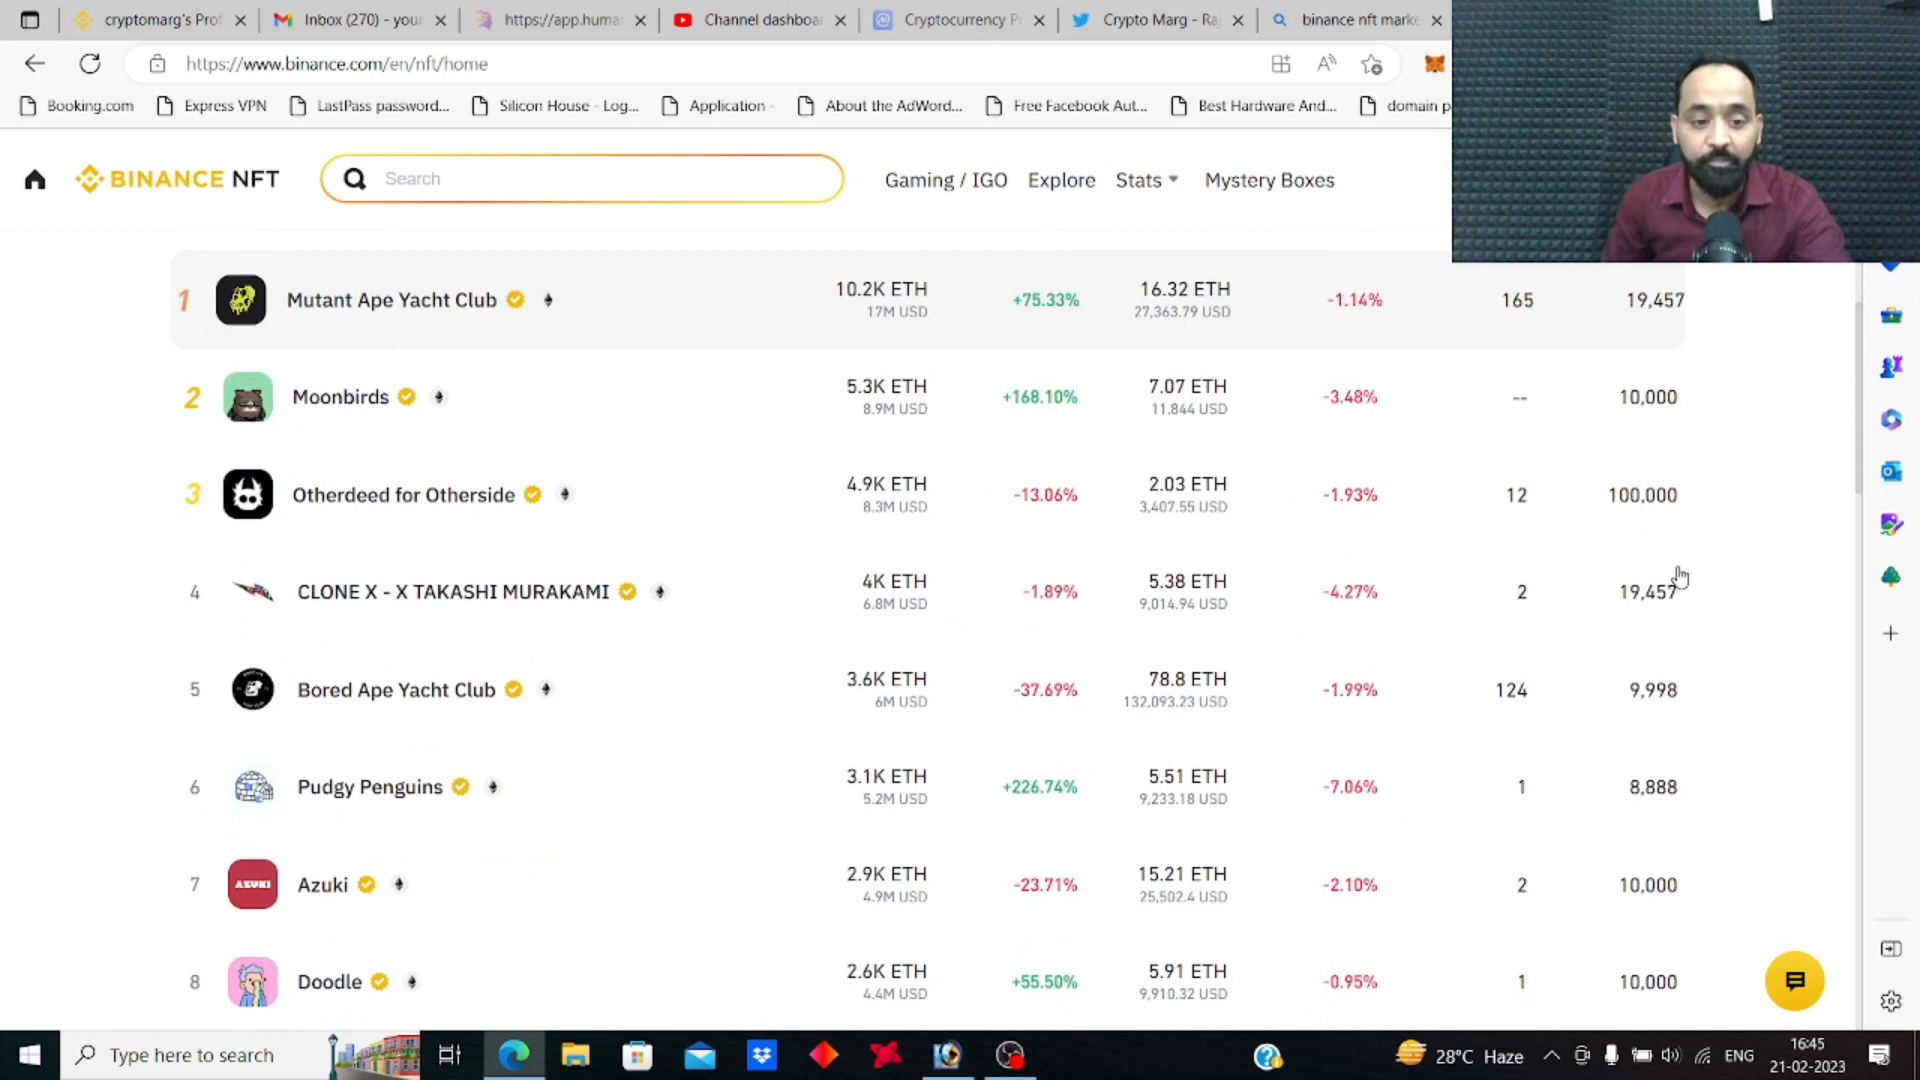 cryptomarg's Prof
Inbox (270) - your
https://app.huma
Channel dashboa
Cryptocurrency P
Crypto Marg - Raj
binance nft marke
https://www.binance.com/en/nft/home
Booking.com
Express VPN
LastPass password...
Silicon House - Log...
Application -
About the AdWord...
Free Facebook Aut...
Best Hardware And...
domain p
BINANCE NFT
Search
Gaming / IGO
Explore
Stats
Mystery Boxes
1 Mutant Ape Yacht Club 10.2K ETH +75.33% 16.32 ETH -1.14% 165 19,457
17M USD 27,363.79 USD
2 Moonbirds 5.3K ETH +168.10% 7.07 ETH -3.48% -- 10,000
8.9M USD 11,844 USD
3 Otherdeed for Otherside 4.9K ETH -13.06% 2.03 ETH -1.93% 12 100,000
8.3M USD 3,407.55 USD
4 CLONE X - X TAKASHI MURAKAMI 4K ETH -1.89% 5.38 ETH -4.27% 2 19,457
6.8M USD 9,014.94 USD
5 Bored Ape Yacht Club 3.6K ETH -37.69% 78.8 ETH -1.99% 124 9,998
6M USD 132,093.23 USD
6 Pudgy Penguins 3.1K ETH +226.74% 5.51 ETH -7.06% 1 8,888
5.2M USD 9,233.18 USD
7 AZUKI Azuki 2.9K ETH -23.71% 15.21 ETH -2.10% 2 10,000
4.9M USD 25,502.4 USD
8 Doodle 2.6K ETH +55.50% 5.91 ETH -0.95% 1 10,000
4.4M USD 9,910.32 USD
Type here to search
28°C Haze
ENG
16:45
21-02-2023